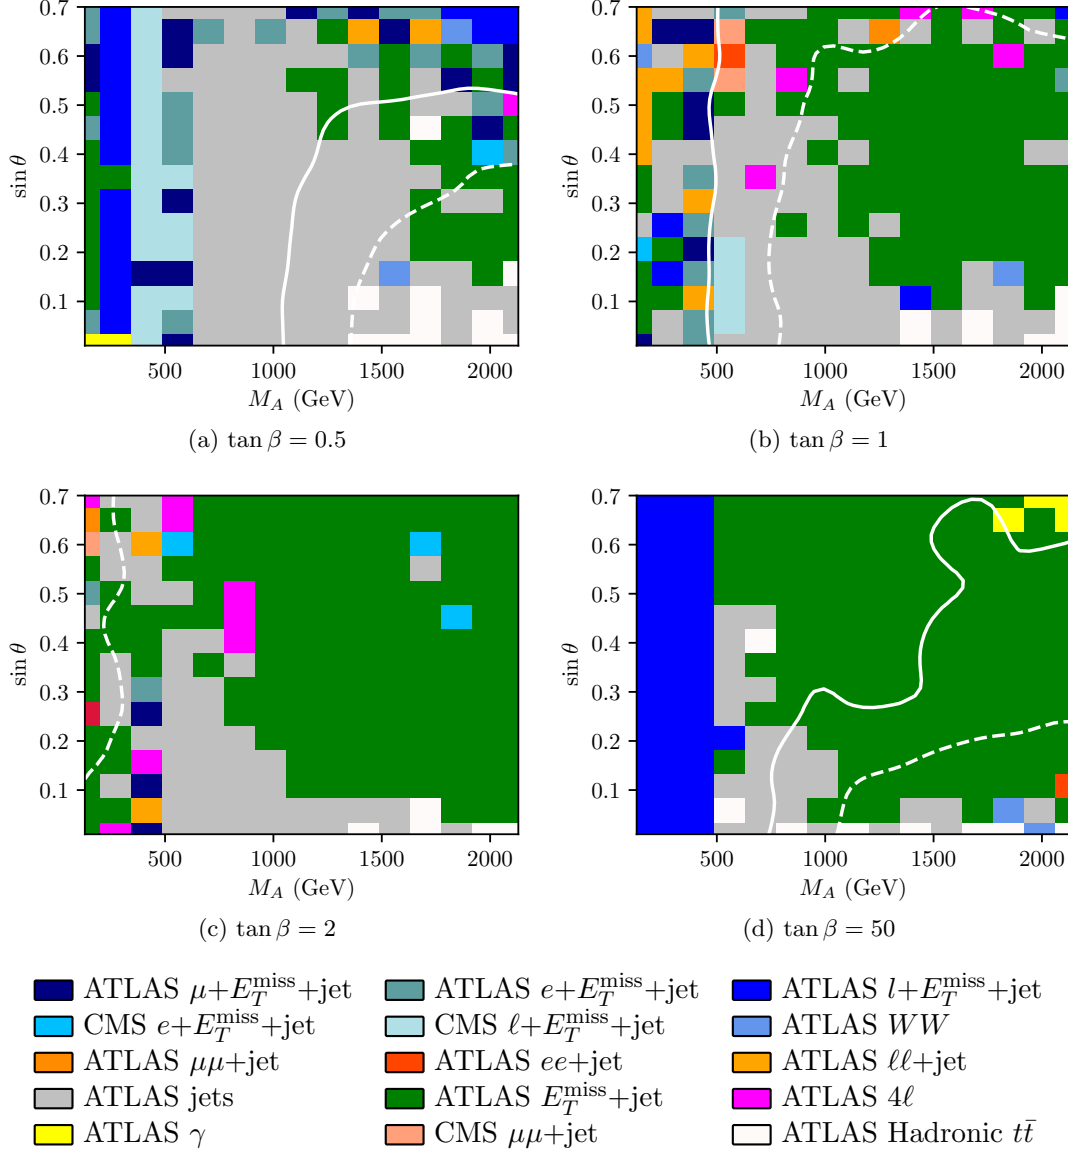 0.7
0.6
0.5
0.4
0.3
0.2
0.1
sin θ
500 1000 1500 2000
M_A (GeV)
(a) tan β = 0.5
0.7
0.6
0.5
0.4
0.3
0.2
0.1
sin θ
500 1000 1500 2000
M_A (GeV)
(b) tan β = 1
0.7
0.6
0.5
0.4
0.3
0.2
0.1
sin θ
500 1000 1500 2000
M_A (GeV)
(c) tan β = 2
0.7
0.6
0.5
0.4
0.3
0.2
0.1
sin θ
500 1000 1500 2000
M_A (GeV)
(d) tan β = 50
ATLAS μ+E_T^miss+jet ATLAS e+E_T^miss+jet ATLAS l+E_T^miss+jet
CMS e+E_T^miss+jet CMS ℓ+E_T^miss+jet ATLAS WW
ATLAS μμ+jet ATLAS ee+jet ATLAS ℓℓ+jet
ATLAS jets ATLAS E_T^miss+jet ATLAS 4ℓ
ATLAS γ CMS μμ+jet ATLAS Hadronic tt̄